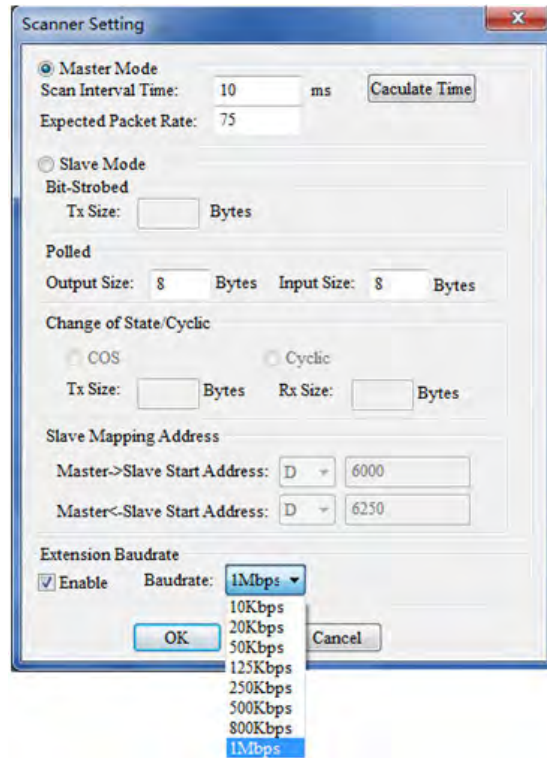 Scanner Setting
Master Mode
Scan Interval Time: 10 ms Caculate Time
Expected Packet Rate: 75
Slave Mode
Bit-Strobed
Tx Size: Bytes
Polled
Output Size: 8 Bytes Input Size: 8 Bytes
Change of State/Cyclic
COS Cyclic
Tx Size: Bytes Rx Size: Bytes
Slave Mapping Address
Master->Slave Start Address: D 6000
Master<-Slave Start Address: D 6250
Extension Baudrate
Enable Baudrate: 1Mbps
10Kbps
20Kbps
50Kbps
125Kbps
250Kbps
500Kbps
800Kbps
1Mbps
OK Cancel